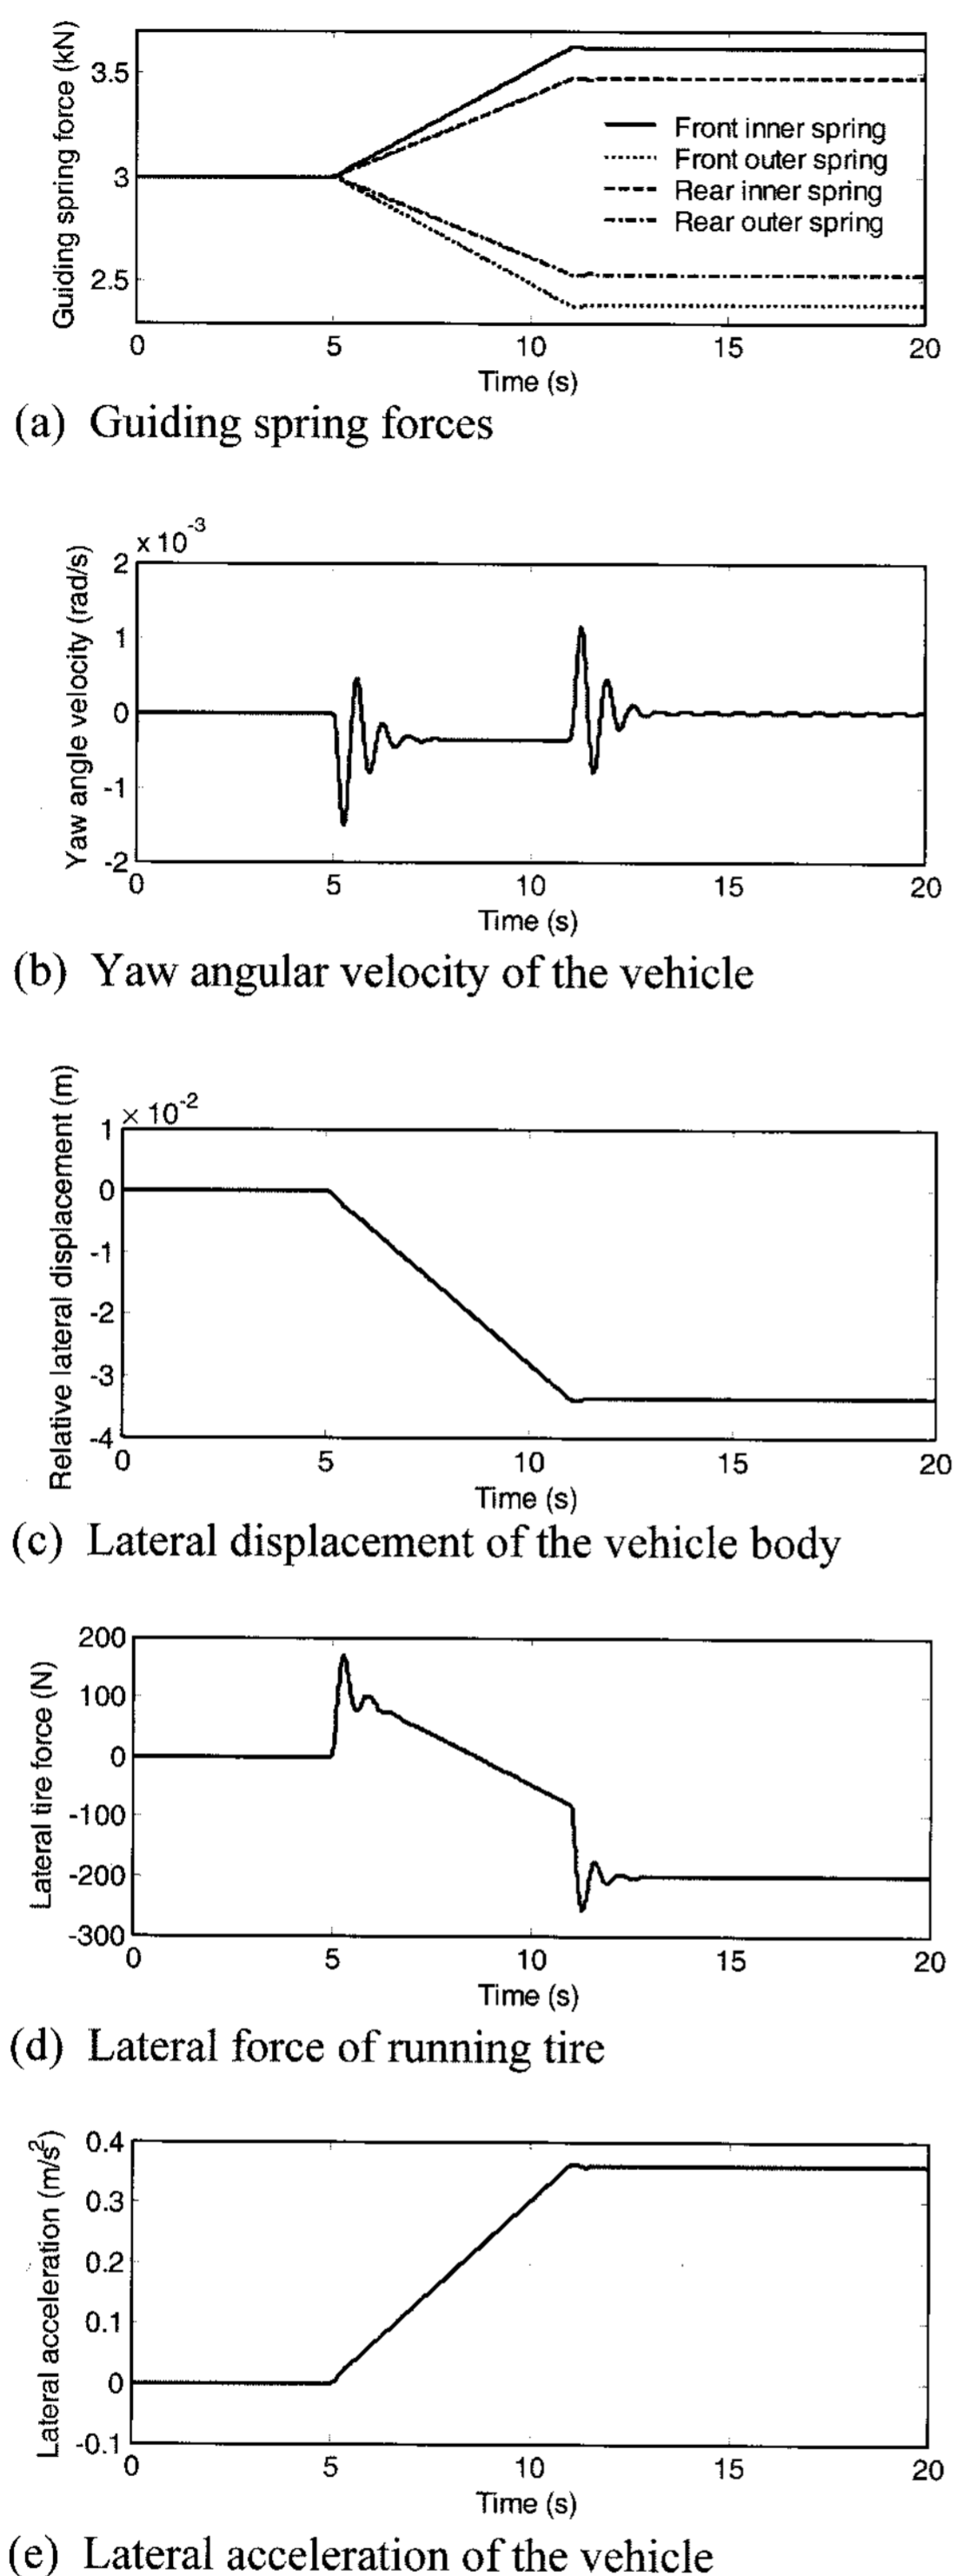 Guiding spring force (kN)
3.5
3
2.5
Front inner spring
Front outer spring
Rear inner spring
Rear outer spring
0 5 10 15 20
Time (s)
(a) Guiding spring forces
x 10-3
Yaw angle velocity (rad/s)
2
1
0
-1
-2
0 5 10 15 20
Time (s)
(b) Yaw angular velocity of the vehicle
× 10-2
Relative lateral displacement (m)
1
0
-1
-2
-3
-4
0 5 10 15 20
Time (s)
(c) Lateral displacement of the vehicle body
Lateral tire force (N)
200
100
0
-100
-200
-300
0 5 10 15 20
Time (s)
(d) Lateral force of running tire
Lateral acceleration (m/s2)
0.4
0.3
0.2
0.1
0
-0.1
0 5 10 15 20
Time (s)
(e) Lateral acceleration of the vehicle